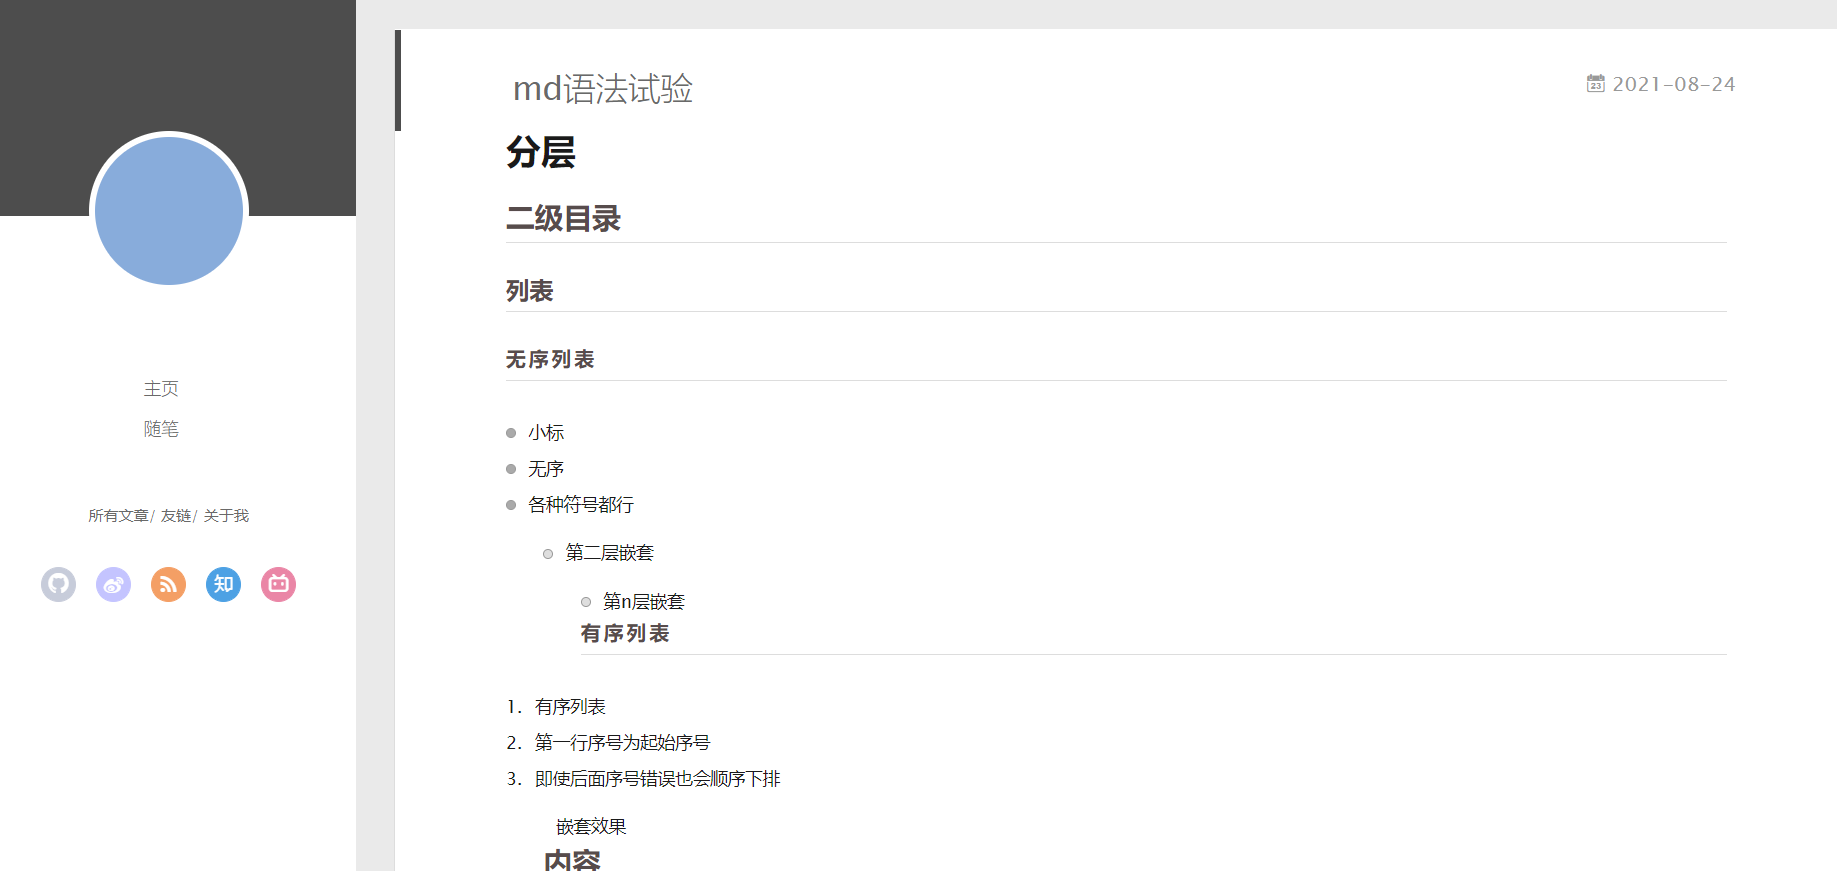 主页
随笔
所有文章/ 友链/ 关于我
知
md语法试验
23 2021-08-24
分层
二级目录
列表
无序列表
小标
无序
各种符号都行
第二层嵌套
第n层嵌套
有序列表
1. 有序列表
2. 第一行序号为起始序号
3. 即使后面序号错误也会顺序下排
嵌套效果
内容